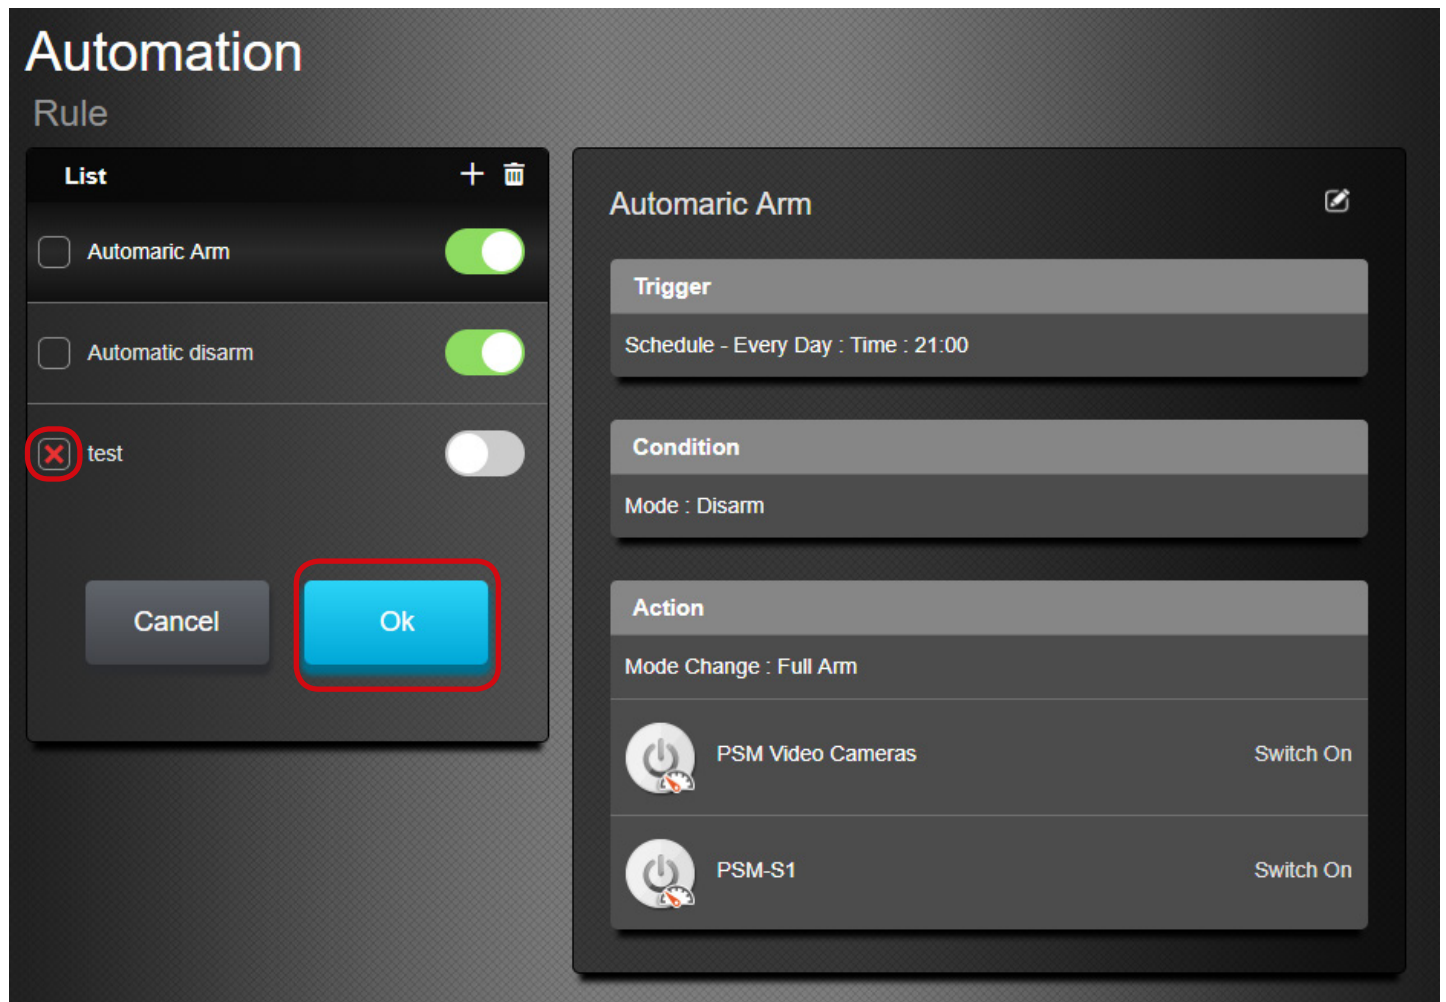 Automation
Rule
List
Automaric Arm
Automatic disarm
test
Cancel
Ok
Automaric Arm
Trigger
Schedule - Every Day : Time : 21:00
Condition
Mode : Disarm
Action
Mode Change : Full Arm
PSM Video Cameras Switch On
PSM-S1 Switch On